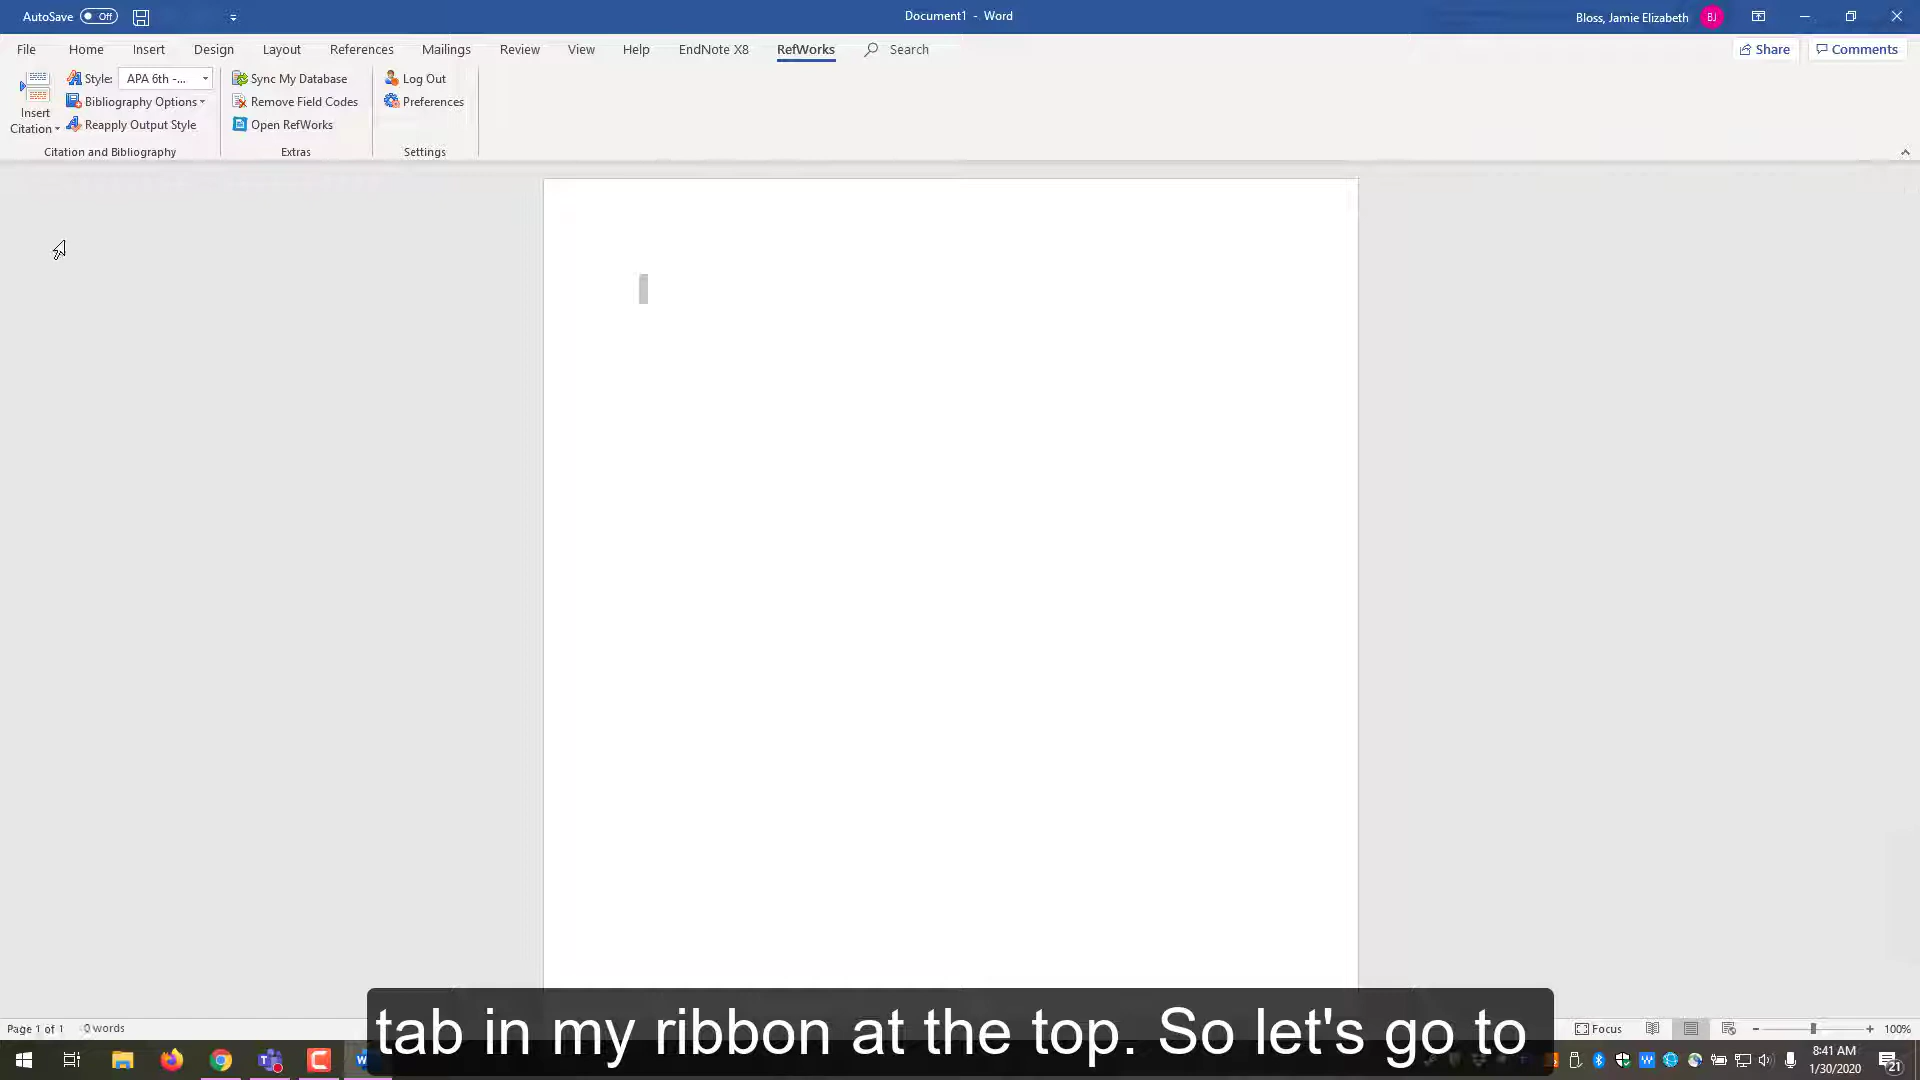 AutoSave Off
Document1 - Word
Bloss, Jamie Elizabeth BJ
File Home Insert Design Layout References Mailings Review View Help EndNote X8 RefWorks Search
Share Comments
Insert Citation
Style: APA 6th -...
Bibliography Options
Reapply Output Style
Citation and Bibliography
Sync My Database
Remove Field Codes
Open RefWorks
Extras
Log Out
Preferences
Settings
tab in my ribbon at the top. So let's go to
Page 1 of 1 0 words
Focus 100%
8:41 AM
1/30/2020
21